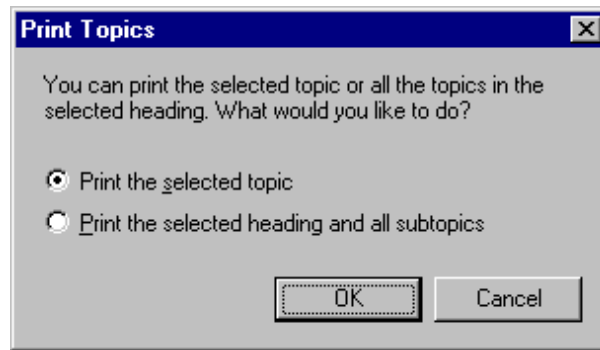 Print Topics
You can print the selected topic or all the topics in the
selected heading. What would you like to do?
Print the selected topic
Print the selected heading and all subtopics
OK
Cancel